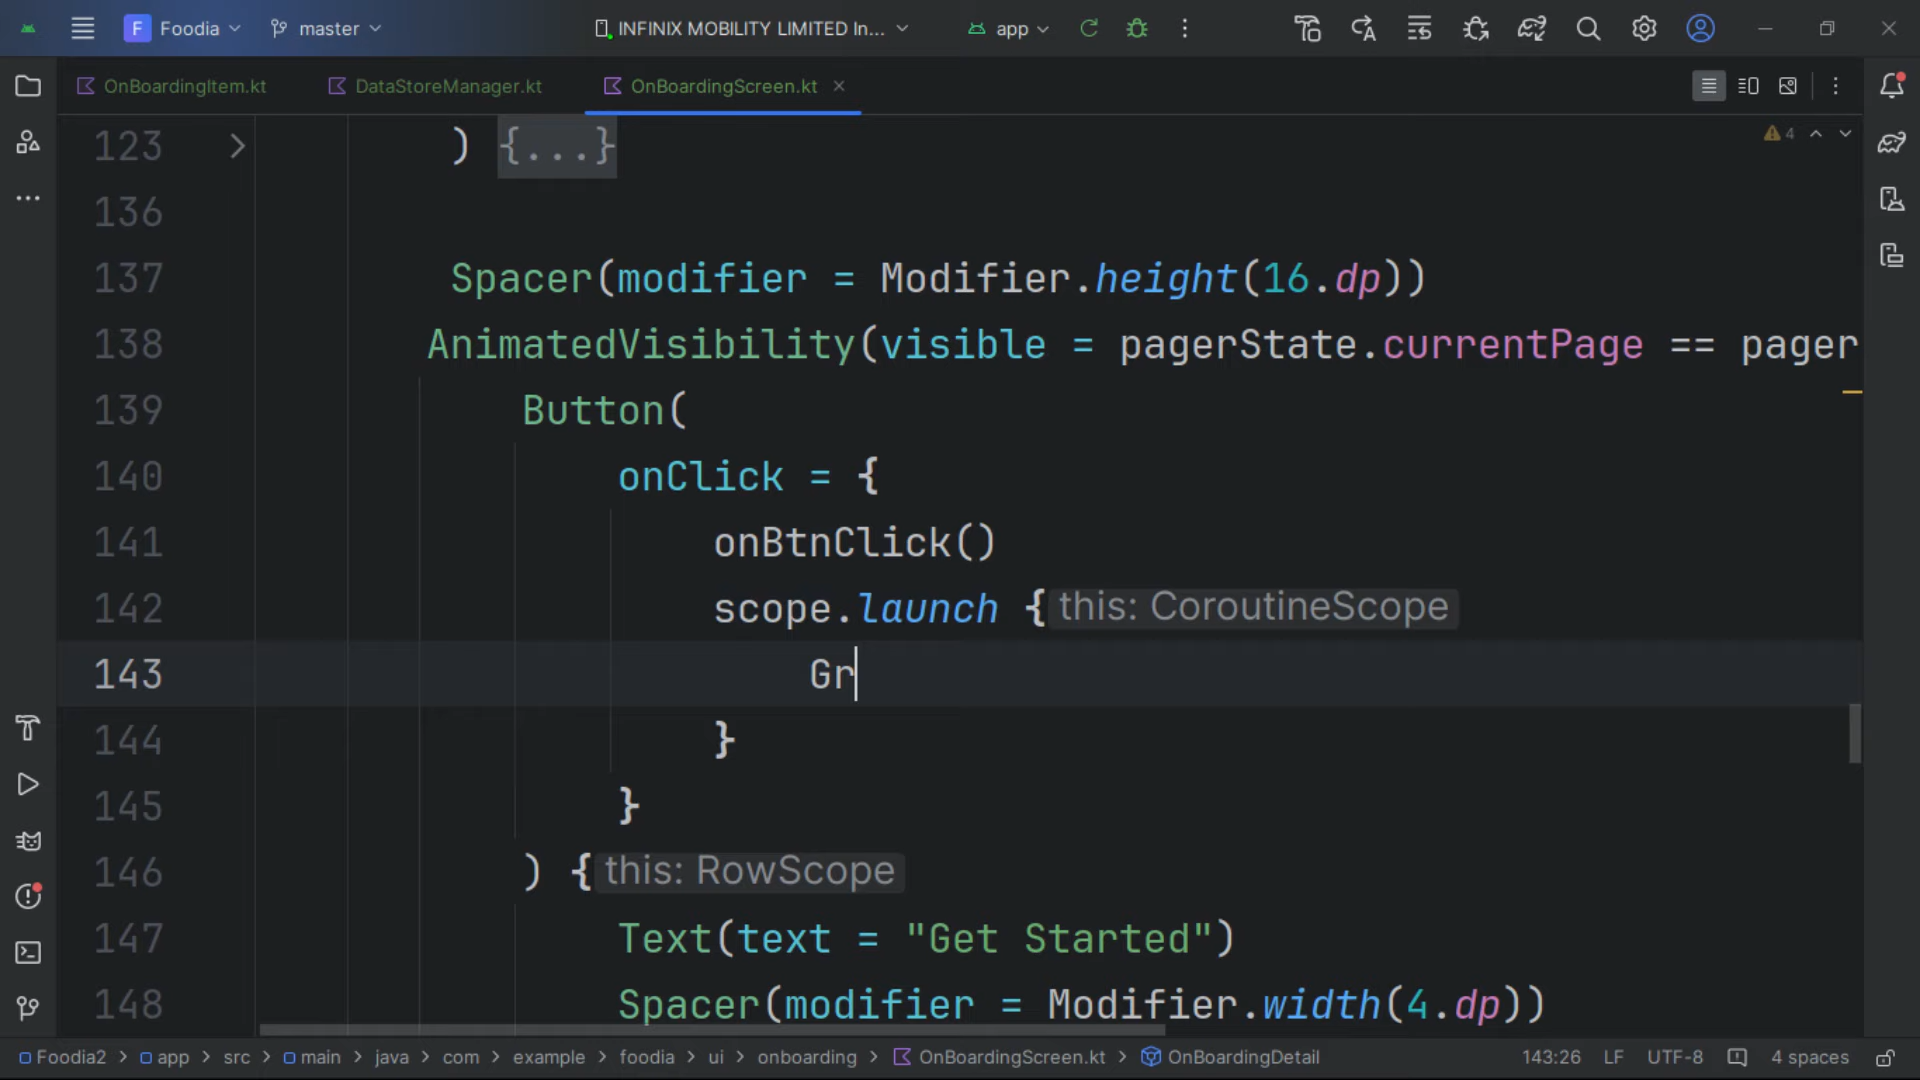 F Foodia master INFINIX MOBILITY LIMITED In... app
OnBoardingItem.kt DataStoreManager.kt OnBoardingScreen.kt
123 ) {...} 4
136
137 Spacer(modifier = Modifier.height(16.dp))
138 AnimatedVisibility(visible = pagerState.currentPage == pager
139 Button(
140 onClick = {
141 onBtnClick()
142 scope.launch { this: CoroutineScope
143 Gr
144 }
145 }
146 ) { this: RowScope
147 Text(text = "Get Started")
148 Spacer(modifier = Modifier.width(4.dp))
Foodia2 > app > src > main > java > com > example > foodia > ui > onboarding > OnBoardingScreen.kt > OnBoardingDetail 143:26 LF UTF-8 4 spaces